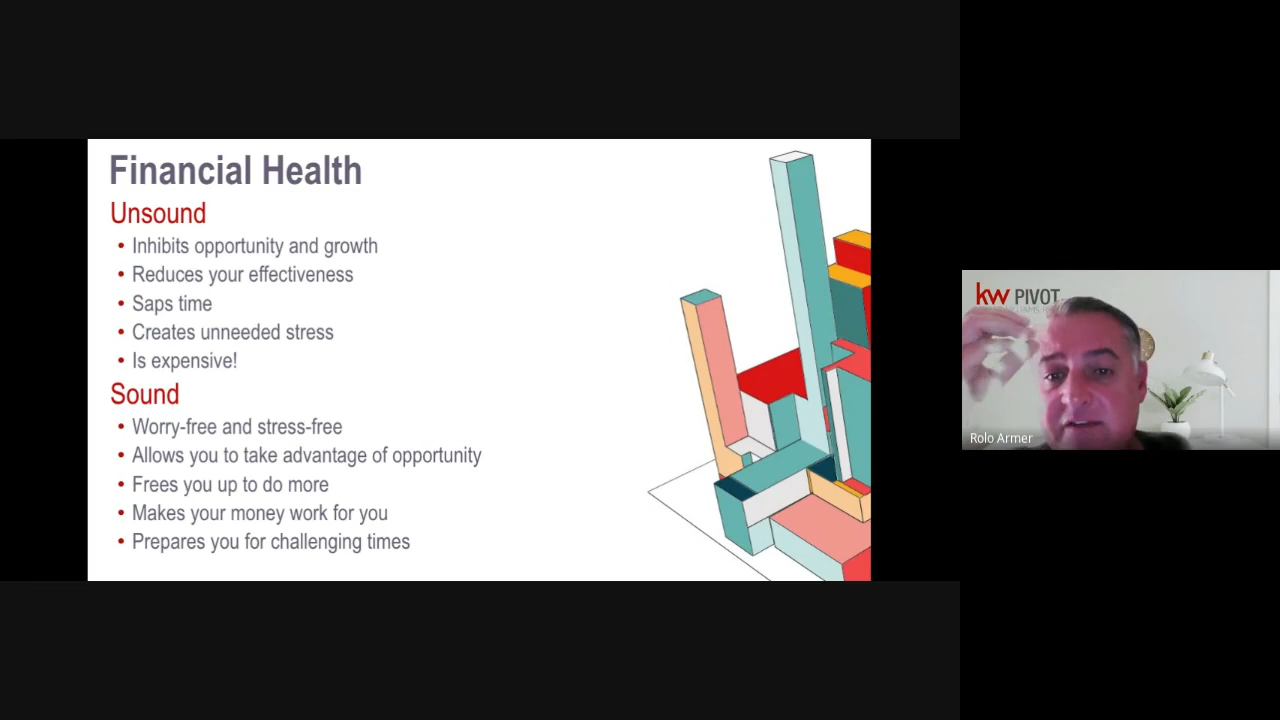 Financial Health
Unsound
• Inhibits opportunity and growth
• Reduces your effectiveness
• Saps time
• Creates unneeded stress
• Is expensive!
Sound
• Worry-free and stress-free
• Allows you to take advantage of opportunity
• Frees you up to do more
• Makes your money work for you
• Prepares you for challenging times
kw PIVOT
Rolo Armer